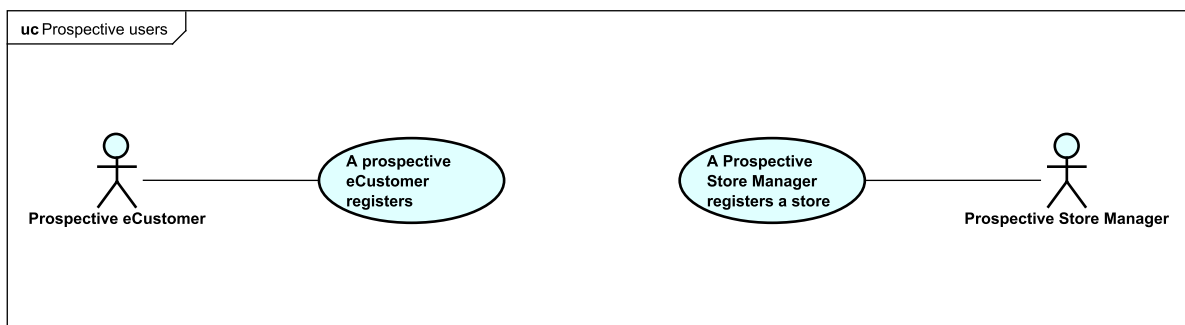 uc Prospective users
A prospective
eCustomer
registers
A Prospective
Store Manager
registers a store
Prospective eCustomer
Prospective Store Manager